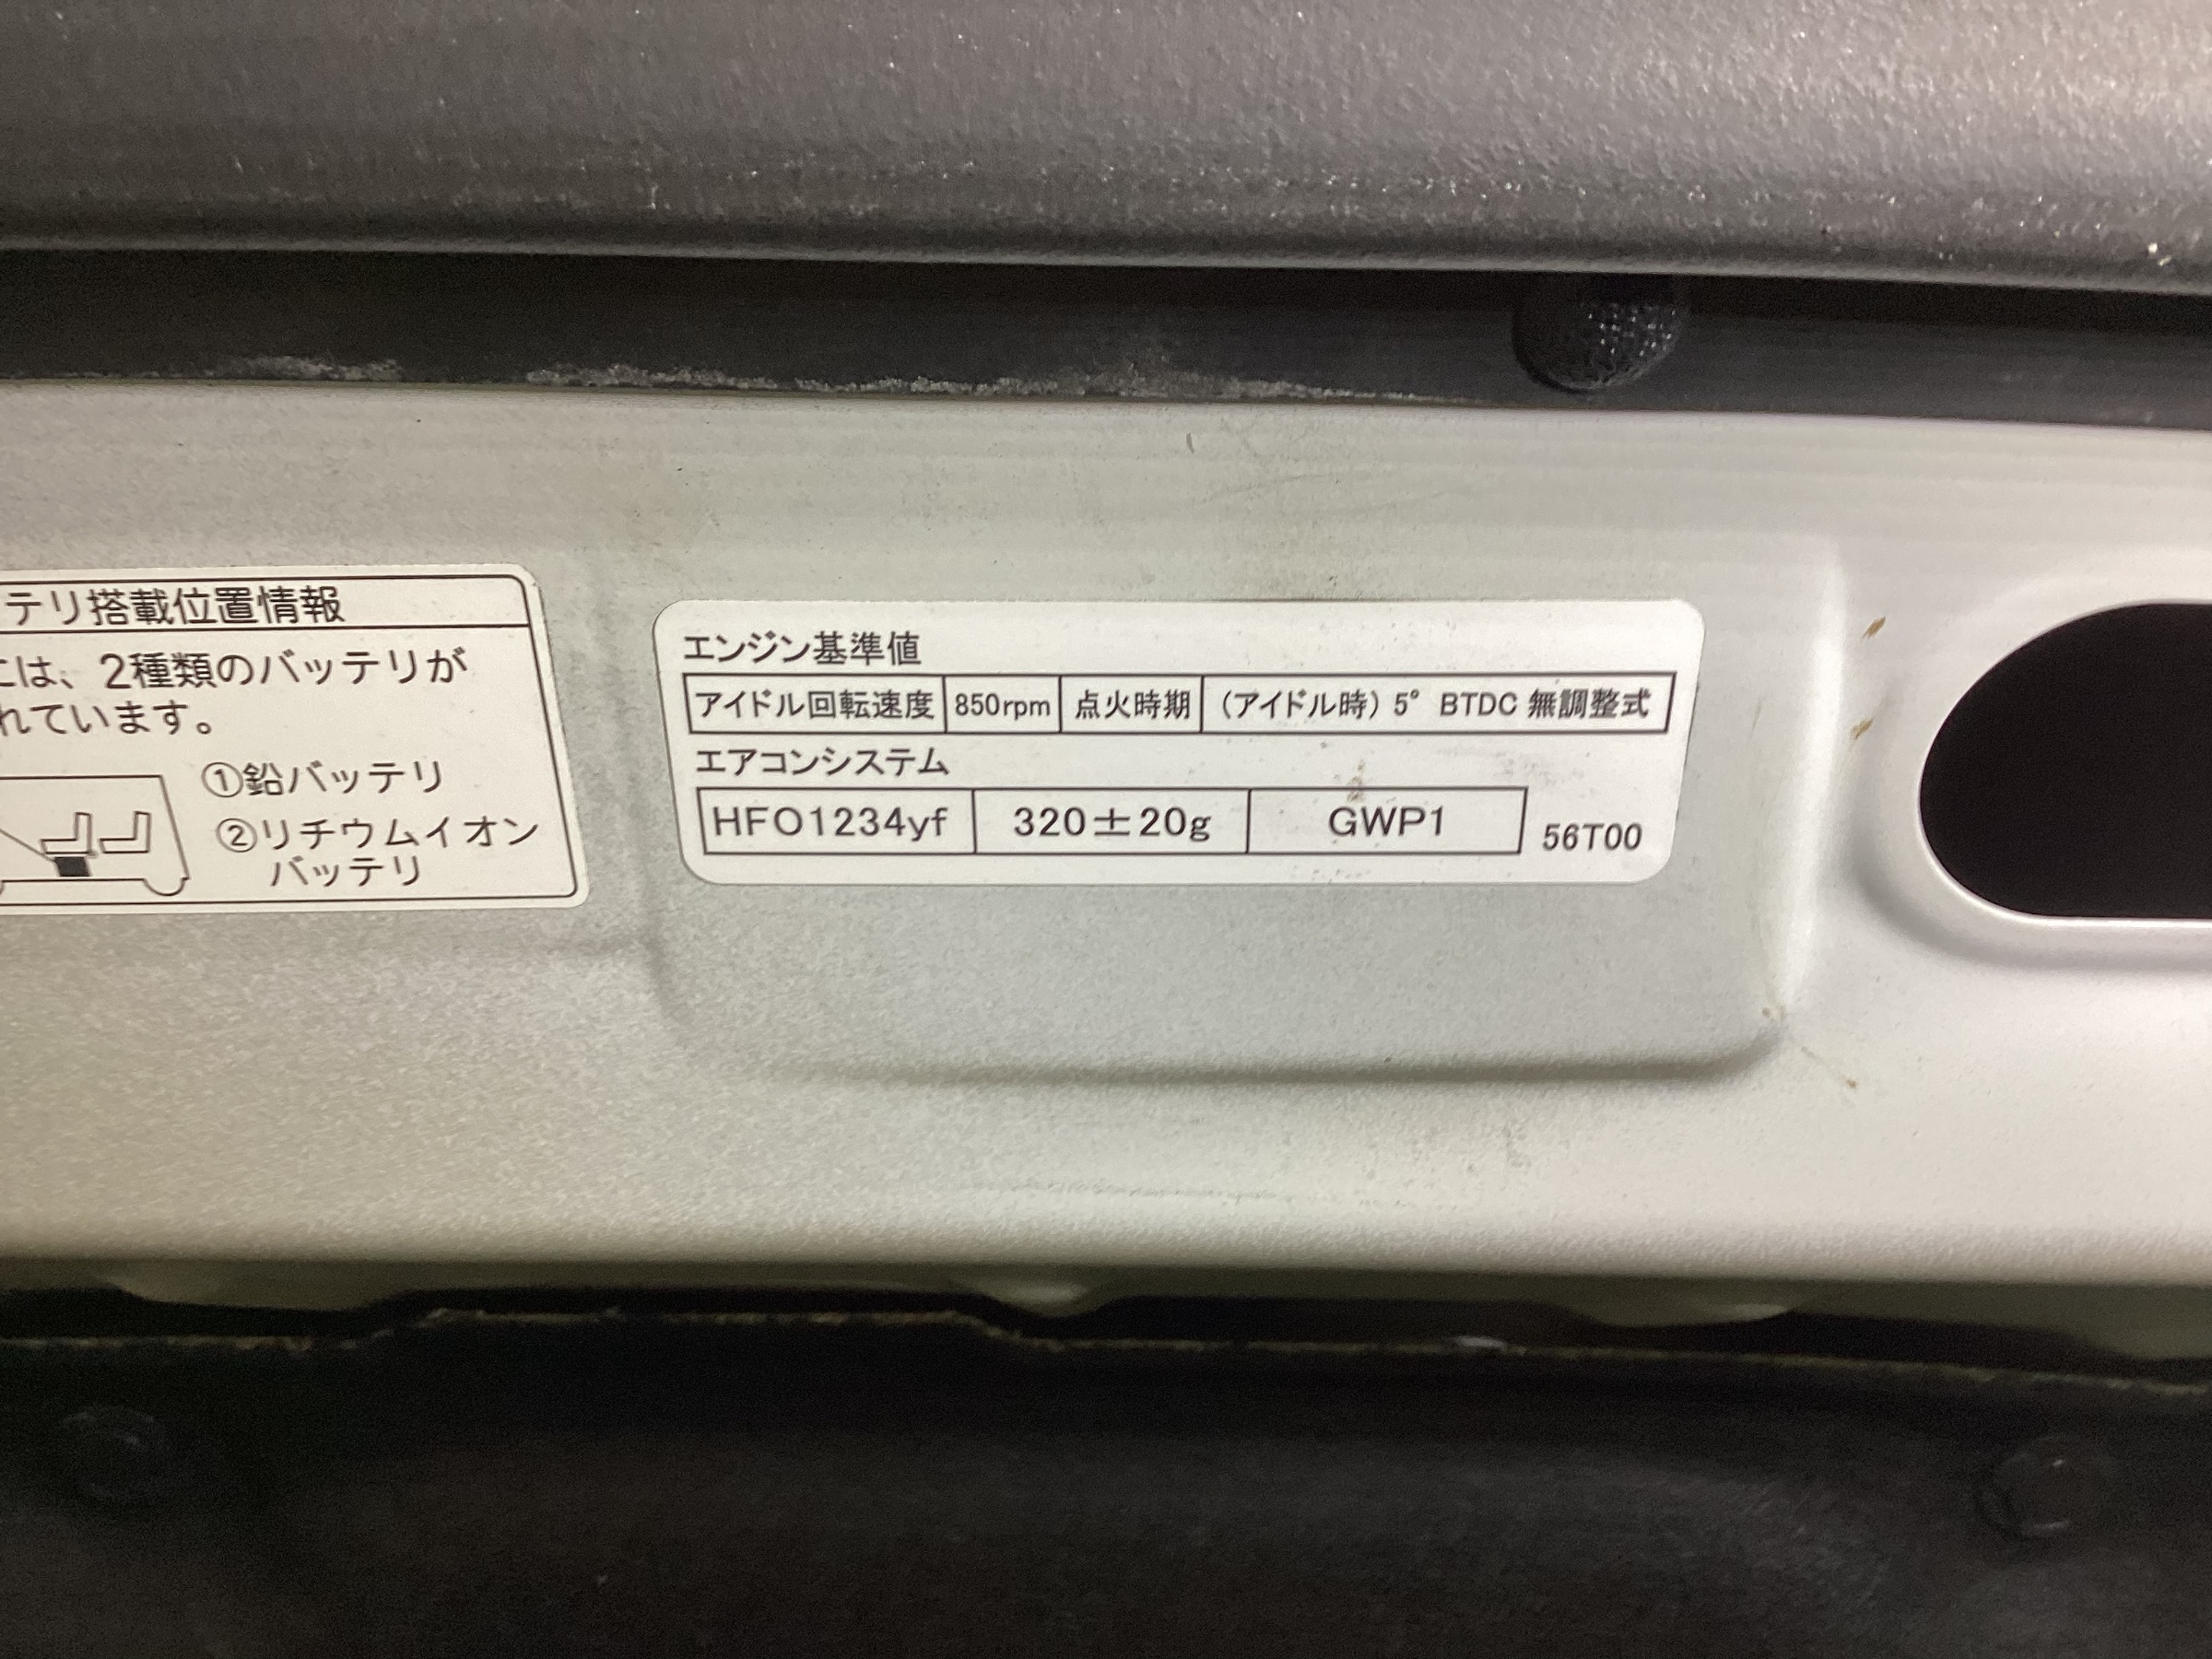 テリ搭載位置情報
には、2種類のバッテリが
れています。
①鉛バッテリ
②リチウムイオン
バッテリ
エンジン基準値
アイドル回転速度 850rpm 点火時期 (アイドル時) 5° BTDC 無調整式
エアコンシステム
HFO1234yf 320±20g GWP1 56T00